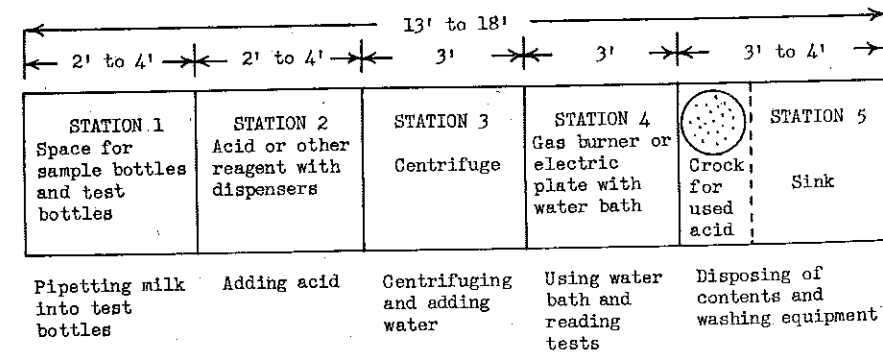 13' to 18'
2' to 4'
2' to 4'
3'
3'
3' to 4'
STATION 1
Space for
sample bottles
and test
bottles
STATION 2
Acid or other
reagent with
dispensers
STATION 3
Centrifuge
STATION 4
Gas burner or
electric
plate with
water bath
Crock
for
used
acid
STATION 5
Sink
Pipetting milk
into test
bottles
Adding acid
Centrifuging
and adding
water
Using water
bath and
reading
tests
Disposing of
contents and
washing equipment